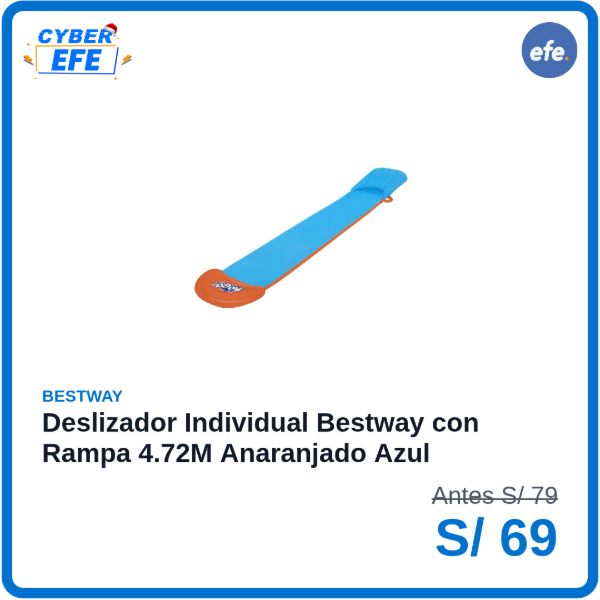 CYBER
EFE
efe.
BESTWAY
Deslizador Individual Bestway con
Rampa 4.72M Anaranjado Azul
Antes S/ 79
S/ 69